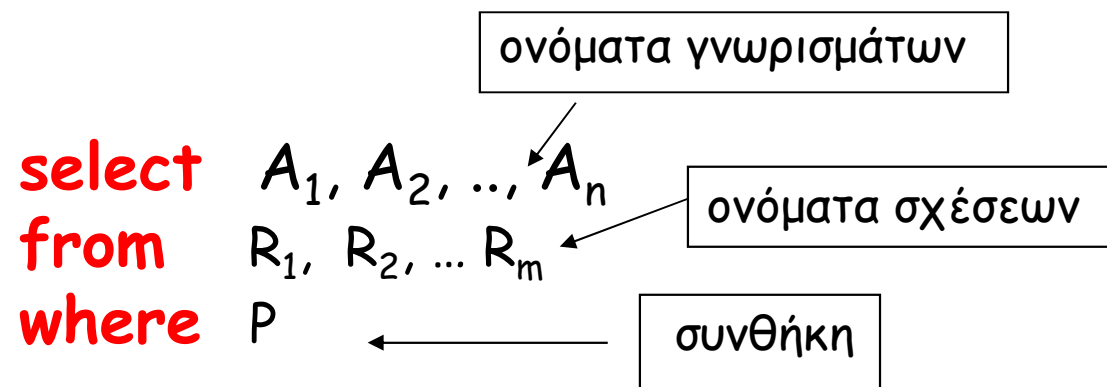 ονόματα γνωρισμάτων
select A₁, A₂, .., Aₙ
ονόματα σχέσεων
from R₁, R₂, … Rₘ
where P
συνθήκη